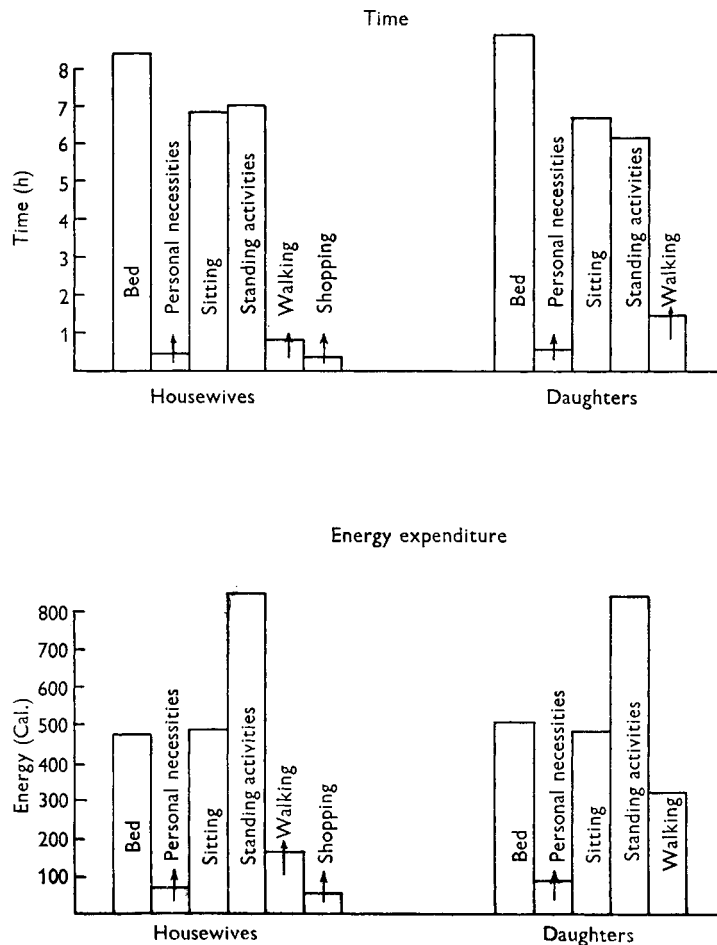 Time
8
7
6
5
4
3
2
1
Time (h)
Bed
Personal necessities
Sitting
Standing activities
Walking
Shopping
Housewives
Bed
Personal necessities
Sitting
Standing activities
Walking
Daughters
Energy expenditure
800
700
600
500
400
300
200
100
Energy (Cal.)
Bed
Personal necessities
Sitting
Standing activities
Walking
Shopping
Housewives
Bed
Personal necessities
Sitting
Standing activities
Walking
Daughters